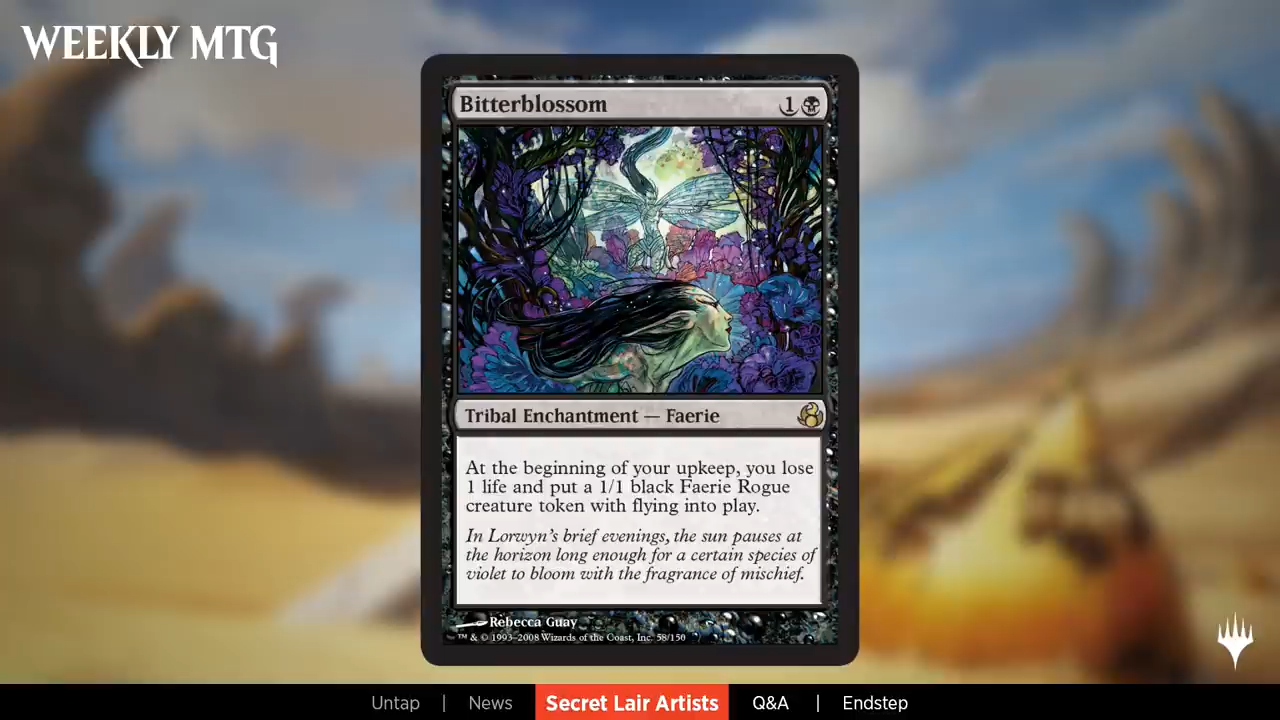 WEEKLY MTG
Bitterblossom 1
Tribal Enchantment — Faerie
At the beginning of your upkeep, you lose
1 life and put a 1/1 black Faerie Rogue
creature token with flying into play.
In Lorwyn's brief evenings, the sun pauses at
the horizon long enough for a certain species of
violet to bloom with the fragrance of mischief.
Rebecca Guay
™ & © 1993–2008 Wizards of the Coast, Inc. 58/150
Untap | News Secret Lair Artists Q&A | Endstep